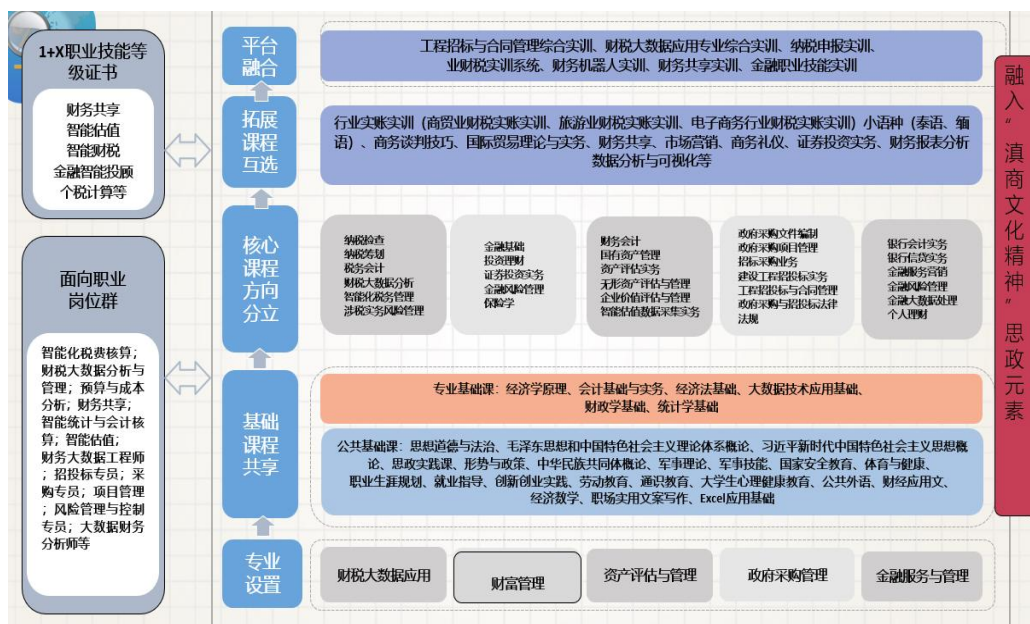 1+X职业技能等
级证书
财务共享
智能估值
智能财税
金融智能投顾
个税计算等
面向职业
岗位群
智能化税费核算；
财税大数据分析与
管理；预算与成本
分析；财务共享；
智能统计与会计核
算；智能估值；
财务大数据工程师
；招投标专员；采
购专员；项目管理
；风险管理与控制
专员；大数据财务
分析师等
平台
融合
工程招标与合同管理综合实训、财税大数据应用专业综合实训、纳税申报实训、
业财税实训系统、财务机器人实训、财务共享实训、金融职业技能实训
拓展
课程
互选
行业实账实训（商贸业财税实账实训、旅游业财税实账实训、电子商务行业财税实账实训）小语种（泰语、缅
语）、商务谈判技巧、国际贸易理论与实务、财务共享、市场营销、商务礼仪、证券投资实务、财务报表分析
数据分析与可视化等
核心
课程
方向
分立
纳税检查
纳税筹划
税务会计
财税大数据分析
智能化税务管理
涉税实务风险管理
金融基础
投资理财
证券投资实务
金融风险管理
保险学
财务会计
国有资产管理
资产评估实务
无形资产评估与管理
企业价值评估与管理
智能估值数据采集实务
政府采购文件编制
政府采购项目管理
招标采购业务
建设工程招投标实务
工程招投标与合同管理
政府采购与招投标法律
法规
银行会计实务
银行信贷实务
金融服务营销
金融风险管理
金融大数据处理
个人理财
基础
课程
共享
专业基础课：经济学原理、会计基础与实务、经济法基础、大数据技术应用基础、
财政学基础、统计学基础
公共基础课：思想道德与法治、毛泽东思想和中国特色社会主义理论体系概论、习近平新时代中国特色社会主义思想概
论、思政实践课、形势与政策、中华民族共同体概论、军事理论、军事技能、国家安全教育、体育与健康、
职业生涯规划、就业指导、创新创业实践、劳动教育、通识教育、大学生心理健康教育、公共外语、财经应用文、
经济数学、职场实用文案写作、Excel应用基础
专业
设置
财税大数据应用
财富管理
资产评估与管理
政府采购管理
金融服务与管理
融入“滇商文化精神”思政元素